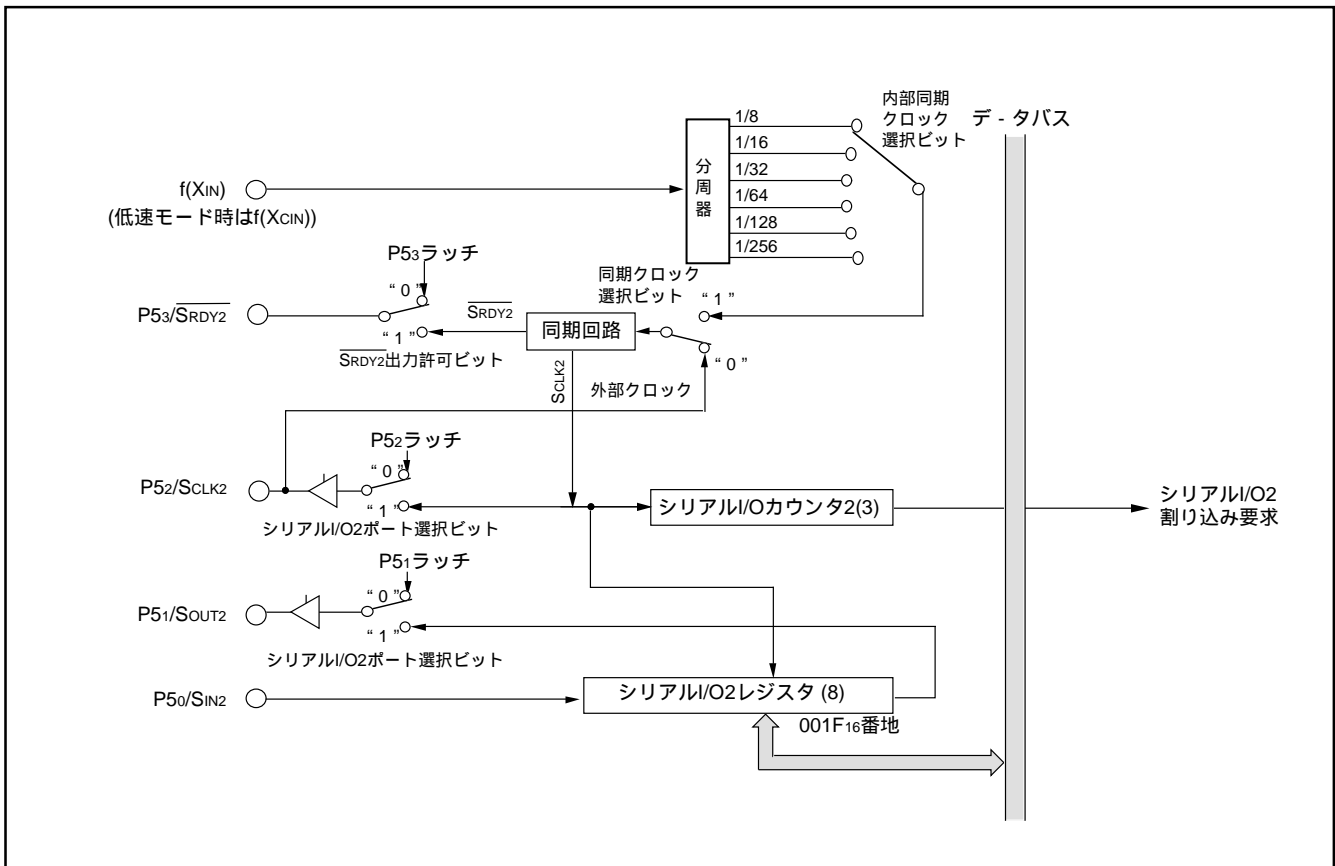 内部同期
クロック
選択ビット
デ - タバス
1/8
1/16
1/32
1/64
1/128
1/256
分
周
器
f(XIN)
(低速モード時はf(XCIN))
P53ラッチ
“ 0 ”
“ 1 ”
P53/SRDY2
SRDY2
SRDY2出力許可ビット
同期回路
同期クロック
選択ビット
“ 1 ”
“ 0 ”
SCLK2
外部クロック
P52ラッチ
“ 0 ”
“ 1 ”
P52/SCLK2
シリアルI/O2ポート選択ビット
シリアルI/Oカウンタ2(3)
シリアルI/O2
割り込み要求
P51ラッチ
“ 0 ”
“ 1 ”
P51/SOUT2
シリアルI/O2ポート選択ビット
P50/SIN2
シリアルI/O2レジスタ (8)
001F16番地